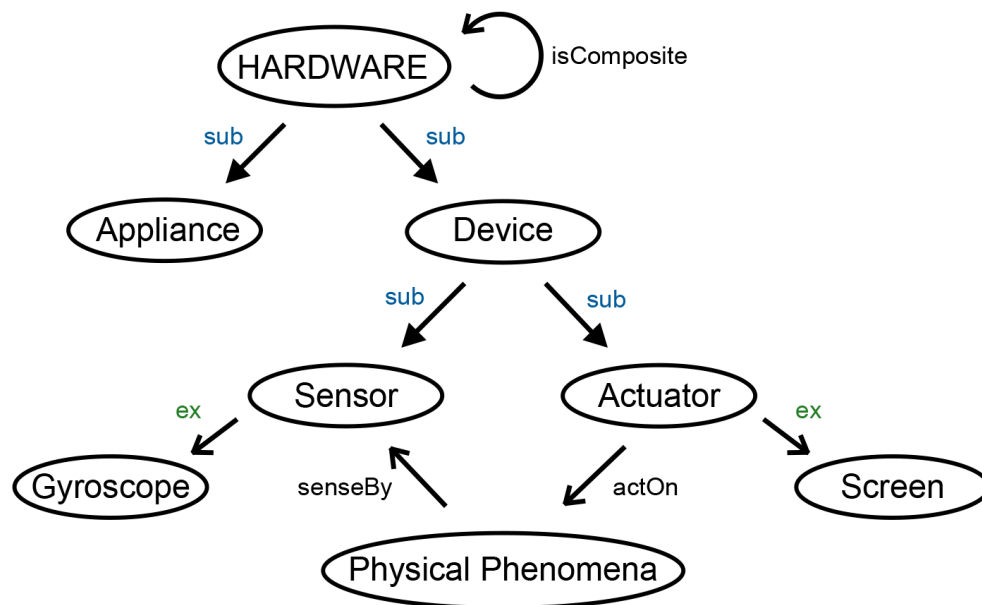 HARDWARE
isComposite
sub
sub
Appliance
Device
sub
sub
Sensor
Actuator
ex
ex
Gyroscope
senseBy
actOn
Screen
Physical Phenomena